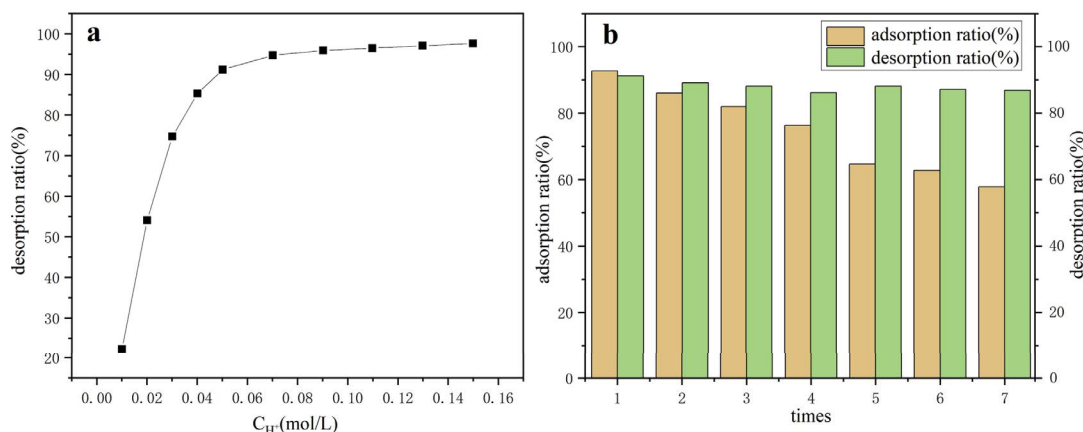 a
desorption ratio(%)
100
90
80
70
60
50
40
30
20
0.00 0.02 0.04 0.06 0.08 0.10 0.12 0.14 0.16
C_H⁺(mol/L)
b
adsorption ratio(%)
desorption ratio(%)
adsorption ratio(%)
100
80
60
40
20
0
1 2 3 4 5 6 7
times
100
80
60
40
20
0
desorption ratio(%)